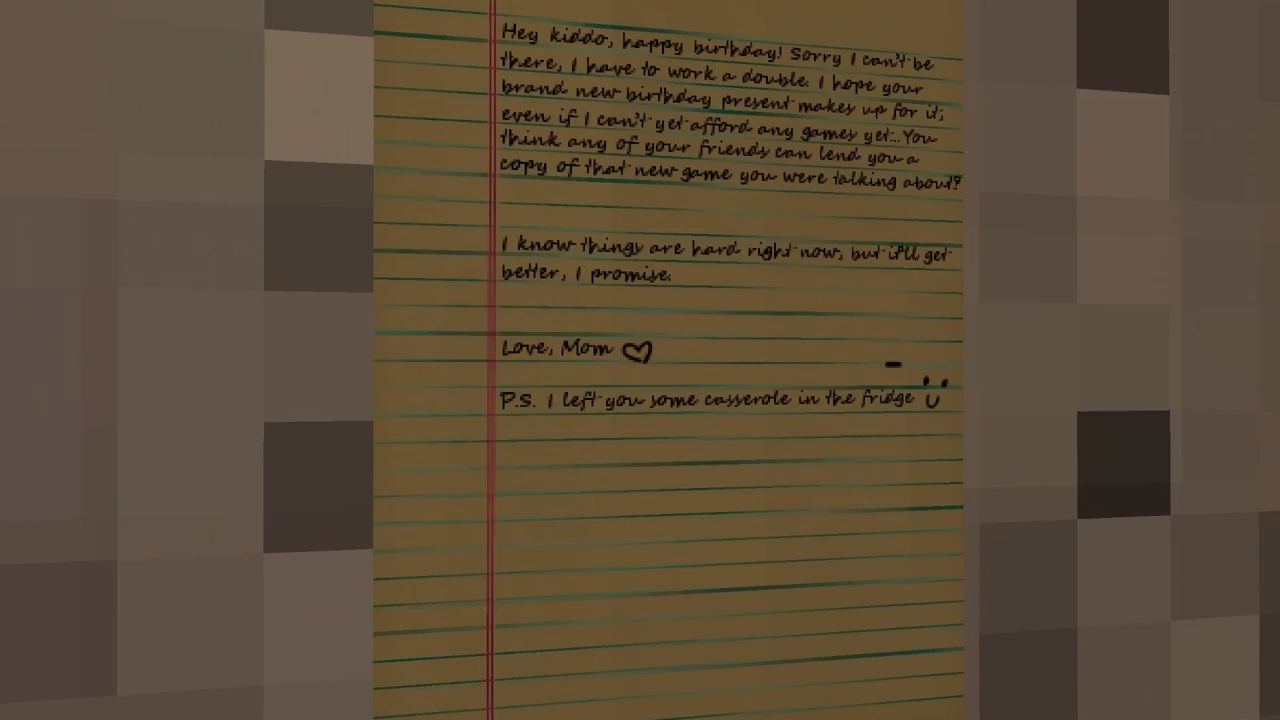 Hey kiddo, happy birthday! Sorry I can't be
there, I have to work a double. I hope your
brand new birthday present makes up for it,
even if I can't yet afford any games yet...You
think any of your friends can lend you a
copy of that new game you were talking about?
I know things are hard right now, but it'll get
better, I promise.
Love, Mom ♡
P.S. I left you some casserole in the fridge